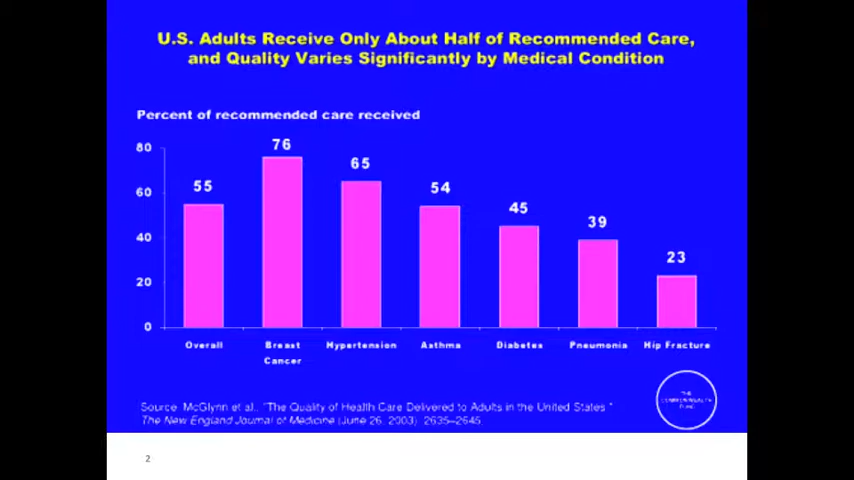 U.S. Adults Receive Only About Half of Recommended Care,
and Quality Varies Significantly by Medical Condition
Percent of recommended care received
80
60
40
20
0
55
76
65
54
45
39
23
Overall
Breast
Cancer
Hypertension
Asthma
Diabetes
Pneumonia
Hip Fracture
Source: McGlynn et al., "The Quality of Health Care Delivered to Adults in the United States,"
The New England Journal of Medicine (June 26, 2003): 2635–2645.
THE
COMMONWEALTH
FUND
2